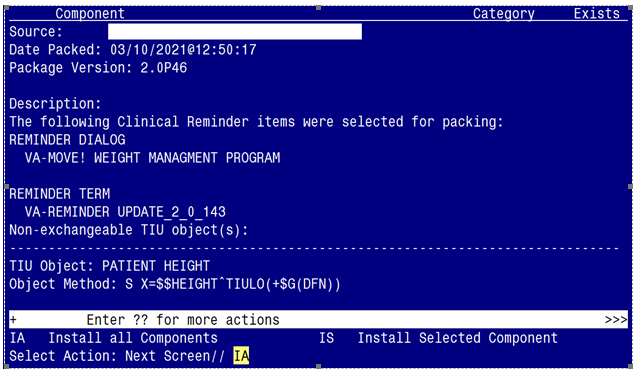 Component Category Exists
Source:
Date Packed: 03/10/2021@12:50:17
Package Version: 2.0P46
Description:
The following Clinical Reminder items were selected for packing:
REMINDER DIALOG
VA-MOVE! WEIGHT MANAGMENT PROGRAM
REMINDER TERM
VA-REMINDER UPDATE_2_0_143
Non-exchangeable TIU object(s):
--------------------------------------------------------------------------------
TIU Object: PATIENT HEIGHT
Object Method: S X=$$HEIGHT^TIULO(+$G(DFN))
+ Enter ?? for more actions >>>
IA Install all Components IS Install Selected Component
Select Action: Next Screen// IA